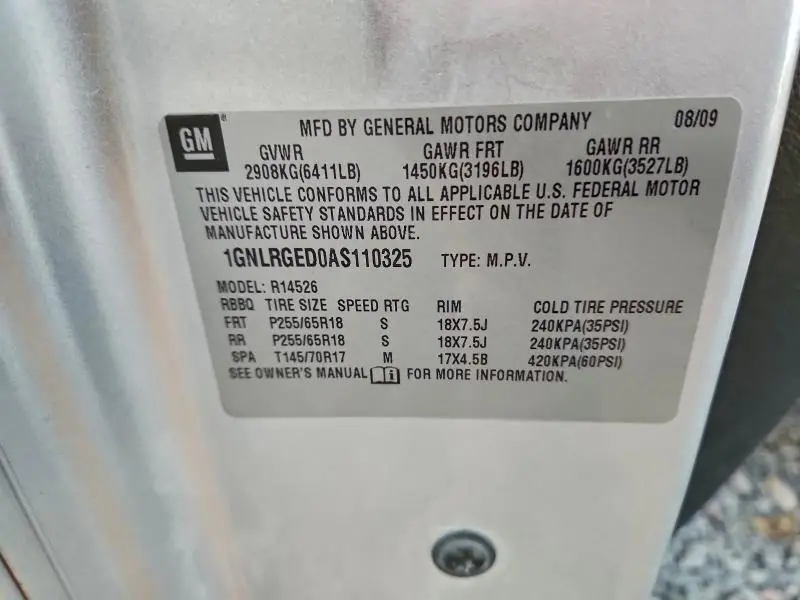 GM ® MFD BY GENERAL MOTORS COMPANY 08/09
GVWR GAWR FRT GAWR RR
2908KG(6411LB) 1450KG(3196LB) 1600KG(3527LB)
THIS VEHICLE CONFORMS TO ALL APPLICABLE U.S. FEDERAL MOTOR
VEHICLE SAFETY STANDARDS IN EFFECT ON THE DATE OF
MANUFACTURE SHOWN ABOVE.
1GNLRGED0AS110325 TYPE: M.P.V.
MODEL: R14526
RBBQ TIRE SIZE SPEED RTG RIM COLD TIRE PRESSURE
FRT P255/65R18 S 18X7.5J 240KPA(35PSI)
RR P255/65R18 S 18X7.5J 240KPA(35PSI)
SPA T145/70R17 M 17X4.5B 420KPA(60PSI)
SEE OWNER'S MANUAL FOR MORE INFORMATION.